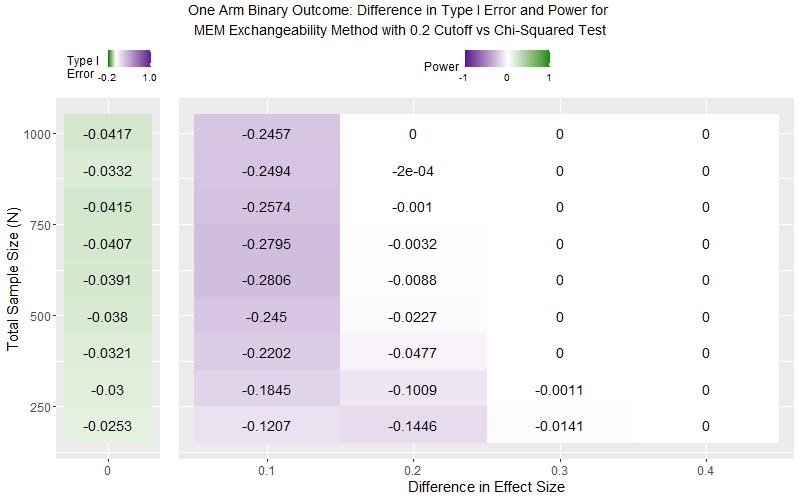 One Arm Binary Outcome: Difference in Type I Error and Power for
MEM Exchangeability Method with 0.2 Cutoff vs Chi-Squared Test
Type I
Error -0.2 1.0
Power -1 0 1
Total Sample Size (N)
1000 -0.0417 -0.2457 0 0 0
-0.0332 -0.2494 -2e-04 0 0
-0.0415 -0.2574 -0.001 0 0
750
-0.0407 -0.2795 -0.0032 0 0
-0.0391 -0.2806 -0.0088 0 0
500 -0.038 -0.245 -0.0227 0 0
-0.0321 -0.2202 -0.0477 0 0
-0.03 -0.1845 -0.1009 -0.0011 0
250
-0.0253 -0.1207 -0.1446 -0.0141 0
0 0.1 0.2 0.3 0.4
Difference in Effect Size